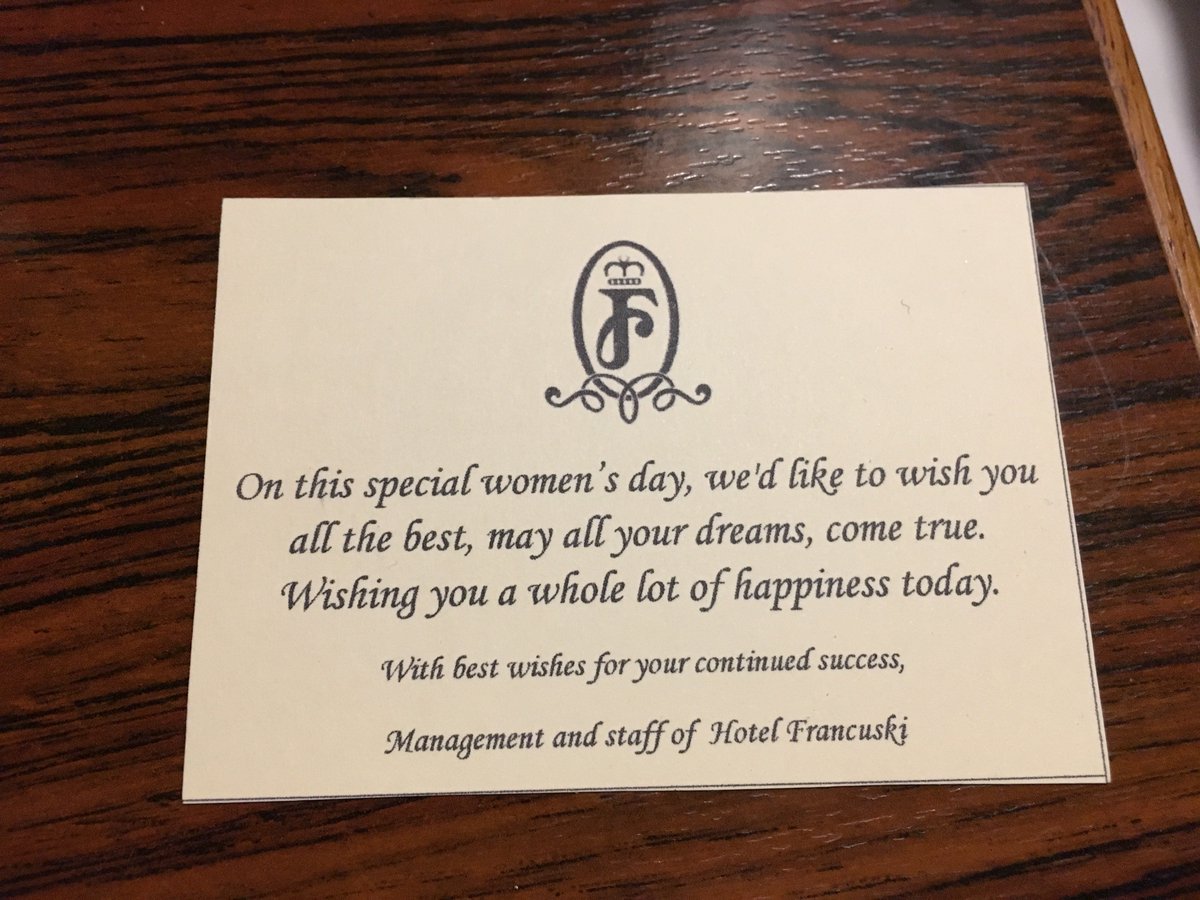 F
On this special women's day, we'd like to wish you
all the best, may all your dreams, come true.
Wishing you a whole lot of happiness today.
With best wishes for your continued success,
Management and staff of Hotel Francuski